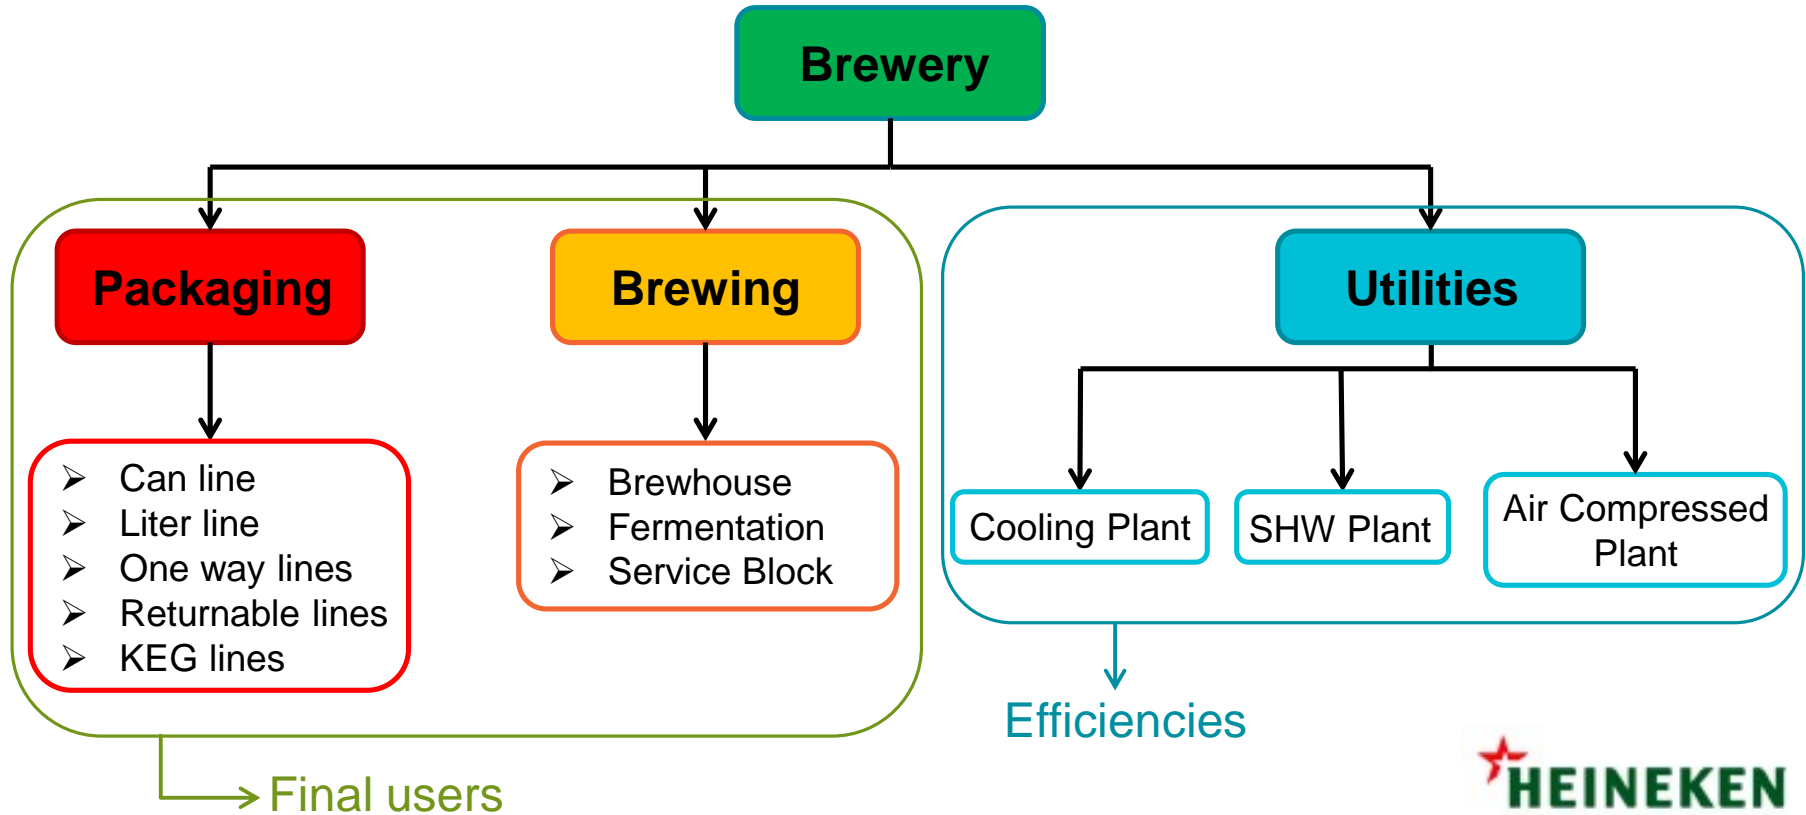 Brewery
Packaging
Brewing
Utilities
Can line
Liter line
One way lines
Returnable lines
KEG lines
Brewhouse
Fermentation
Service Block
Cooling Plant
SHW Plant
Air Compressed
Plant
Efficiencies
Final users
HEINEKEN